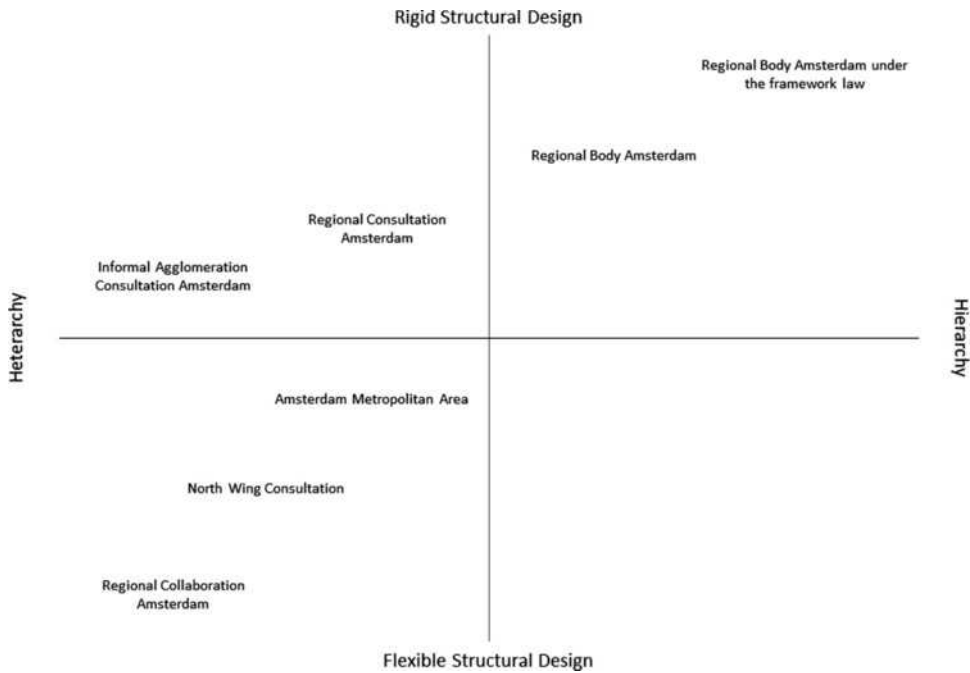 Rigid Structural Design
Regional Body Amsterdam under
the framework law
Regional Body Amsterdam
Regional Consultation
Amsterdam
Informal Agglomeration
Consultation Amsterdam
Heterarchy
Hierarchy
Amsterdam Metropolitan Area
North Wing Consultation
Regional Collaboration
Amsterdam
Flexible Structural Design